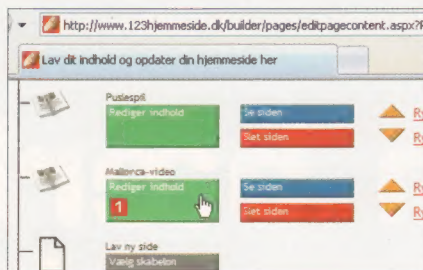 http://www.123hjemmeside.dk/builder/pages/editpagecontent.aspx?
Lav dit indhold og opdater din hjemmeside her
Puslespil
Rediger indhold
Se siden
Slet siden
Mallorca-video
Rediger indhold
1
Se siden
Slet siden
Lav ny side
Vælg skabelon